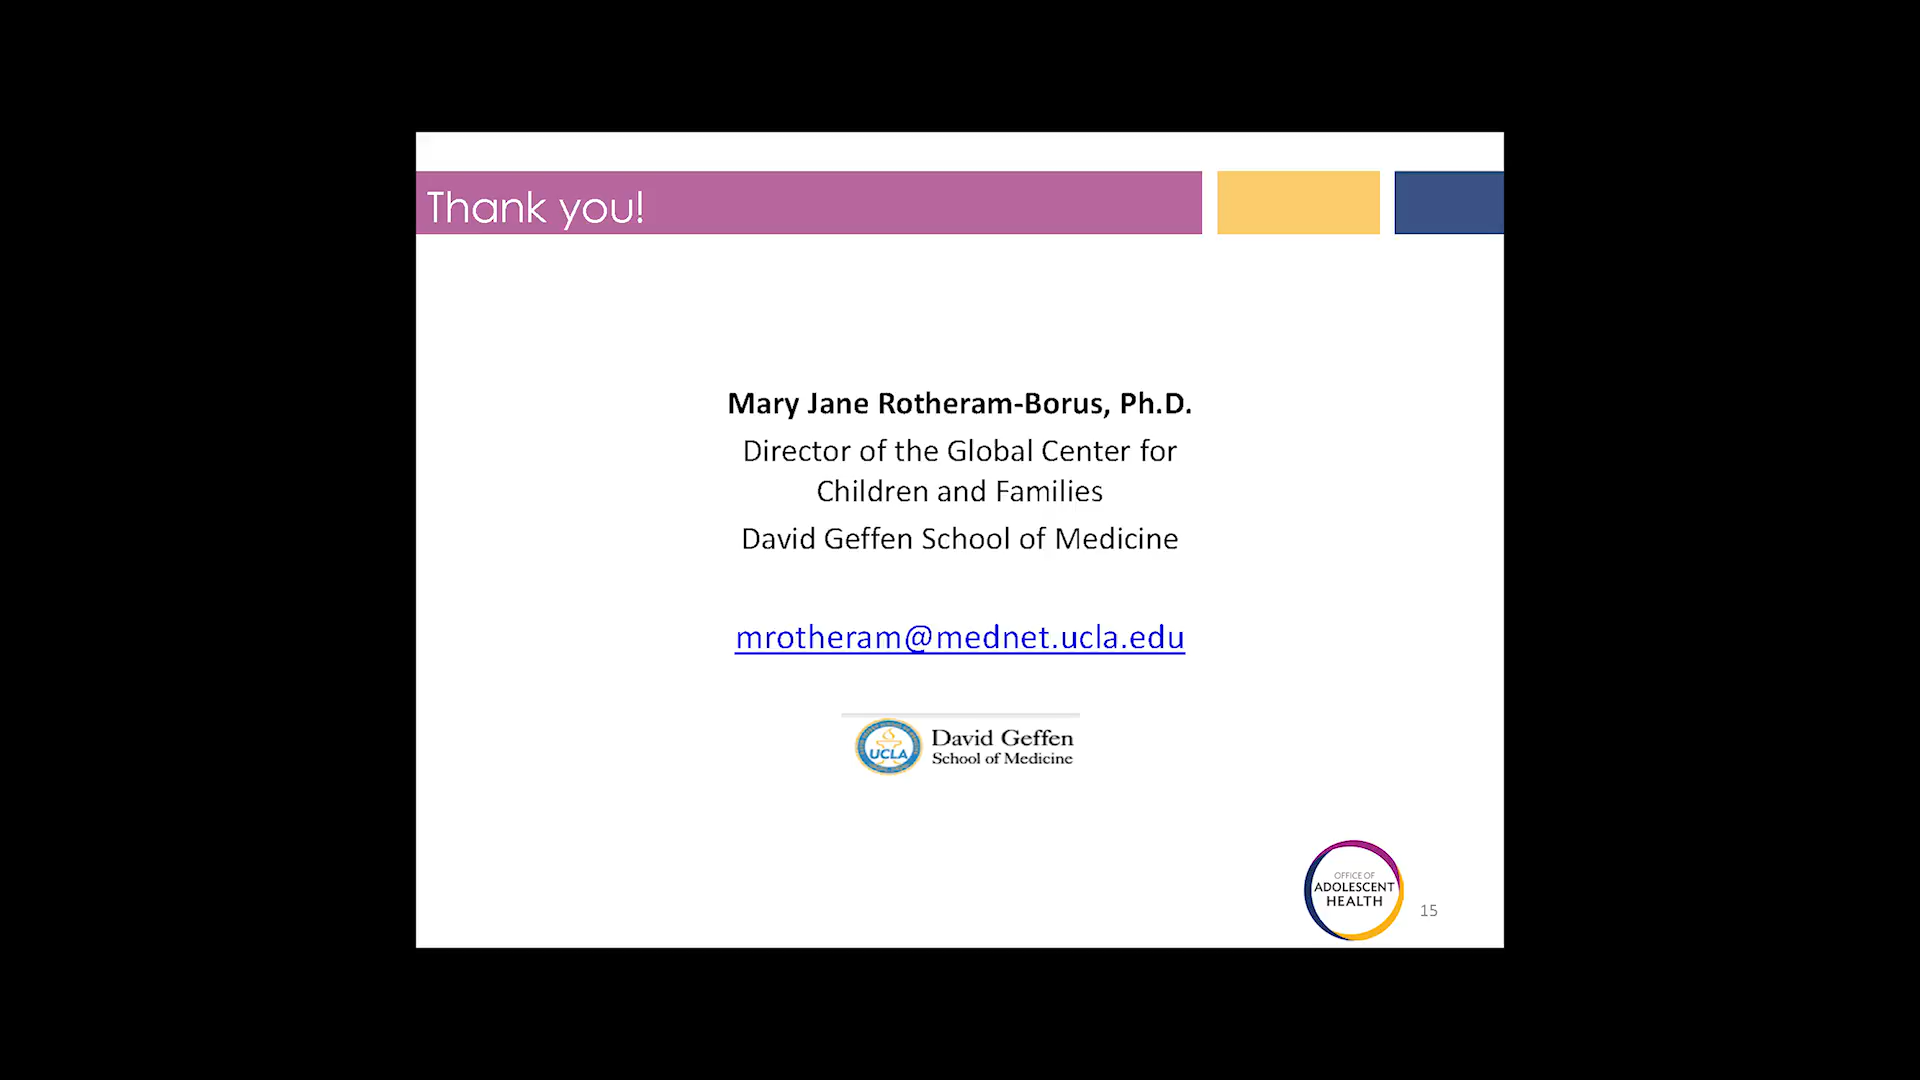 Thank you!
Mary Jane Rotheram-Borus, Ph.D.
Director of the Global Center for
Children and Families
David Geffen School of Medicine
mrotheram@mednet.ucla.edu
UCLA
David Geffen
School of Medicine
OFFICE OF
ADOLESCENT
HEALTH
15